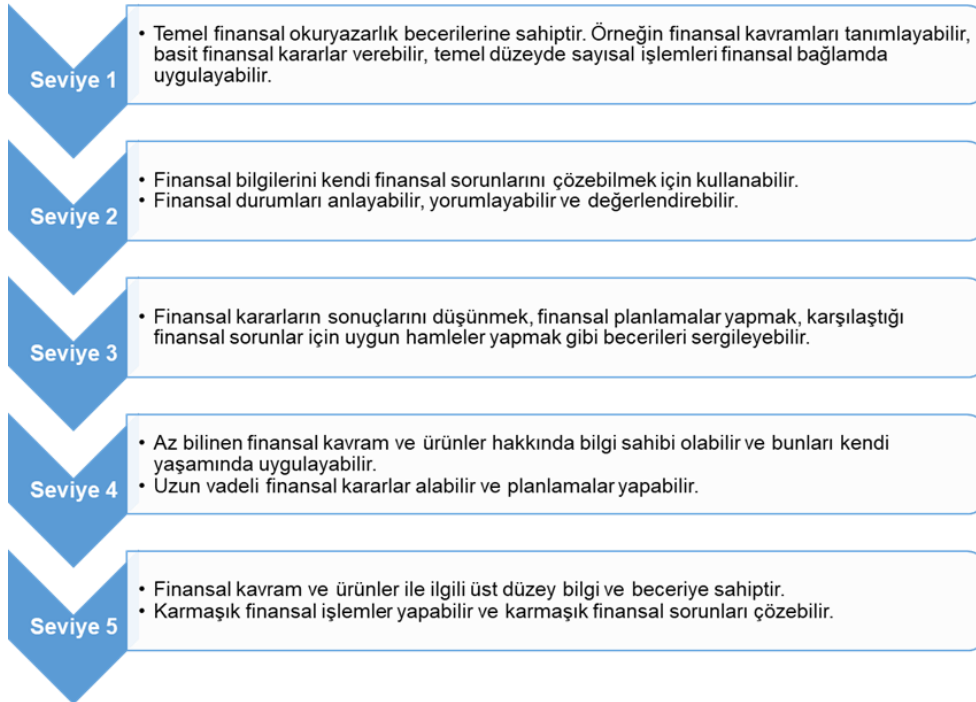 Seviye 1
• Temel finansal okuryazarlık becerilerine sahiptir. Örneğin finansal kavramları tanımlayabilir,
basit finansal kararlar verebilir, temel düzeyde sayısal işlemleri finansal bağlamda
uygulayabilir.
Seviye 2
• Finansal bilgilerini kendi finansal sorunlarını çözebilmek için kullanabilir.
• Finansal durumları anlayabilir, yorumlayabilir ve değerlendirebilir.
Seviye 3
• Finansal kararların sonuçlarını düşünmek, finansal planlamalar yapmak, karşılaştığı
finansal sorunlar için uygun hamleler yapmak gibi becerileri sergileyebilir.
Seviye 4
• Az bilinen finansal kavram ve ürünler hakkında bilgi sahibi olabilir ve bunları kendi
yaşamında uygulayabilir.
• Uzun vadeli finansal kararlar alabilir ve planlamalar yapabilir.
Seviye 5
• Finansal kavram ve ürünler ile ilgili üst düzey bilgi ve beceriye sahiptir.
• Karmaşık finansal işlemler yapabilir ve karmaşık finansal sorunları çözebilir.